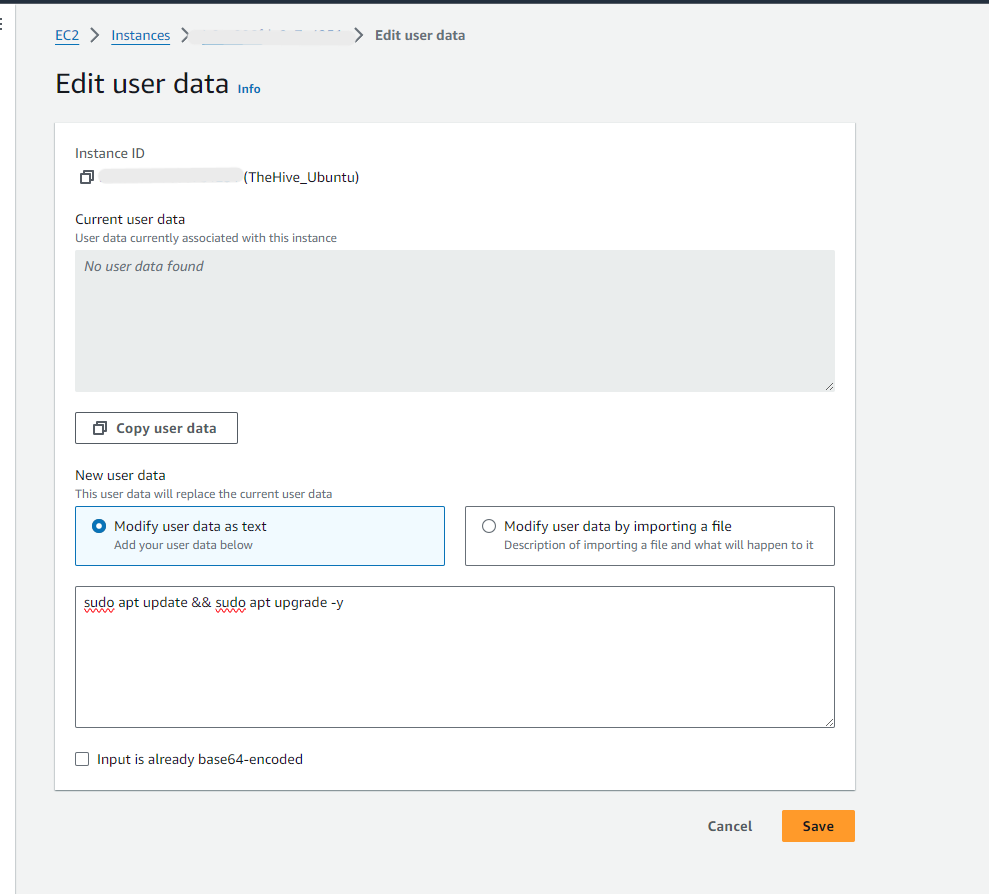 EC2 Instances Edit user data
Edit user data Info
Instance ID
(TheHive_Ubuntu)
Current user data
User data currently associated with this instance
No user data found
Copy user data
New user data
This user data will replace the current user data
Modify user data as text
Add your user data below
Modify user data by importing a file
Description of importing a file and what will happen to it
sudo apt update && sudo apt upgrade -y
Input is already base64-encoded
Cancel Save